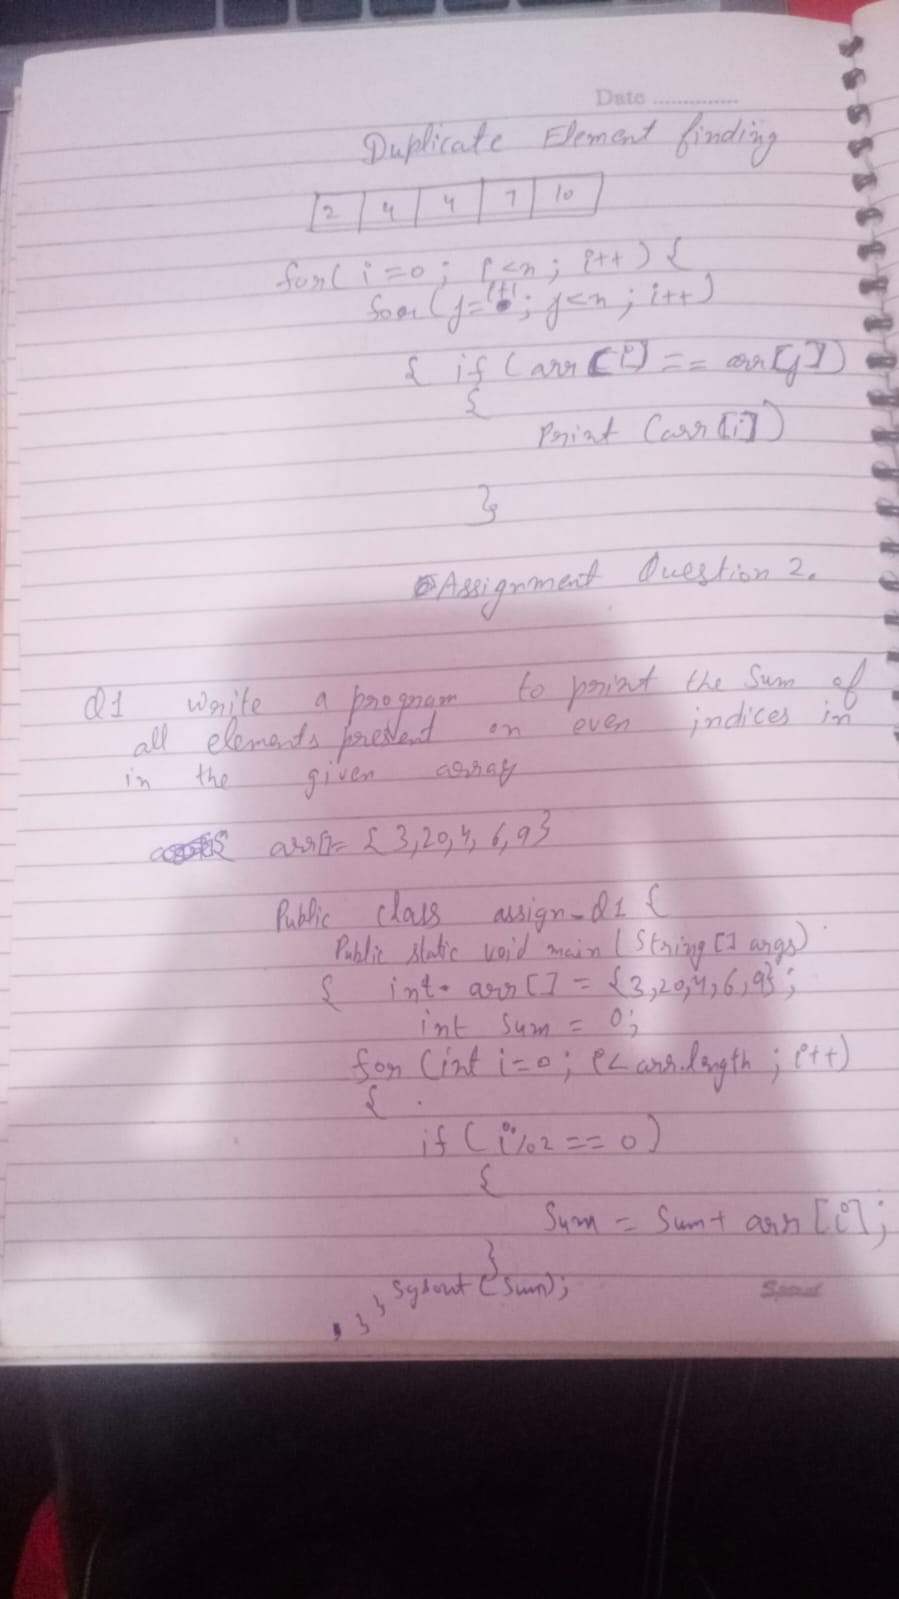 Date ..............
Duplicate Element finding
2 4 4 7 10
for( i=0; i<n; i++) {
for(j=i+1; j<n; i++)
{ if (arr[i] == arr[j])
{
Print (arr[i])
}
Assignment Question 2.
Q1 write a program to print the sum of
all elements present on even indices in
in the given array
arr[]= {3,20,4,6,9}
Public class assign-Q1 {
Public static void main (String [] args)
{ int arr[] = {3,20,4,6,9};
int sum = 0;
for (int i=0; i< arr.length; i++)
{
if (i%2==0)
{
Sum = Sum+ arr[i];
}
} Sysout(sum);
}
Spout